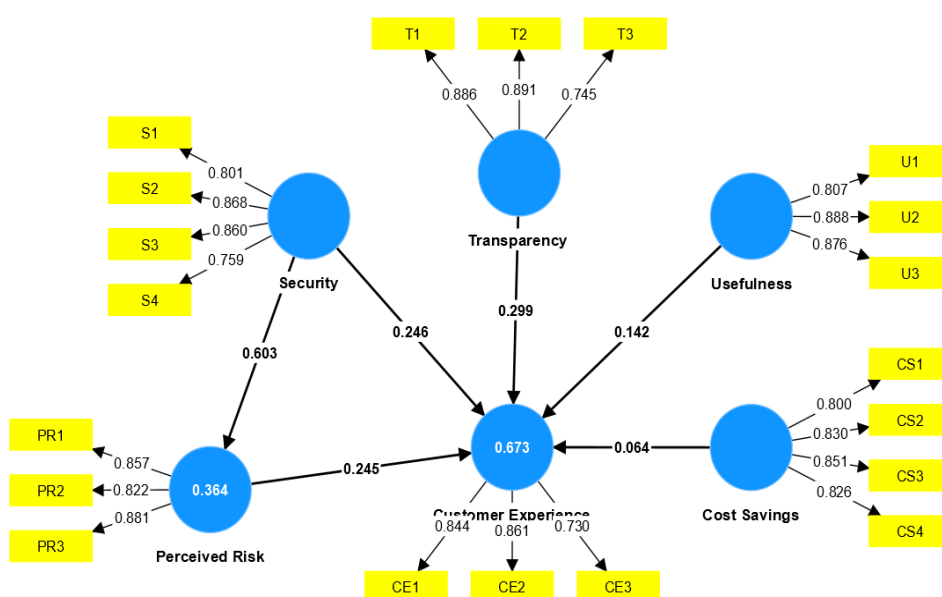 T1
T2
T3
0.886
0.891
0.745
S1
S2
S3
S4
0.801
0.868
0.860
0.759
Security
Transparency
U1
U2
U3
0.807
0.888
0.876
Usefulness
0.603
0.246
0.299
0.142
PR1
PR2
PR3
0.857
0.822
0.881
0.364
Perceived Risk
0.245
0.673
Customer Experience
0.064
CS1
CS2
CS3
CS4
0.800
0.830
0.851
0.826
Cost Savings
0.844
0.861
0.730
CE1
CE2
CE3